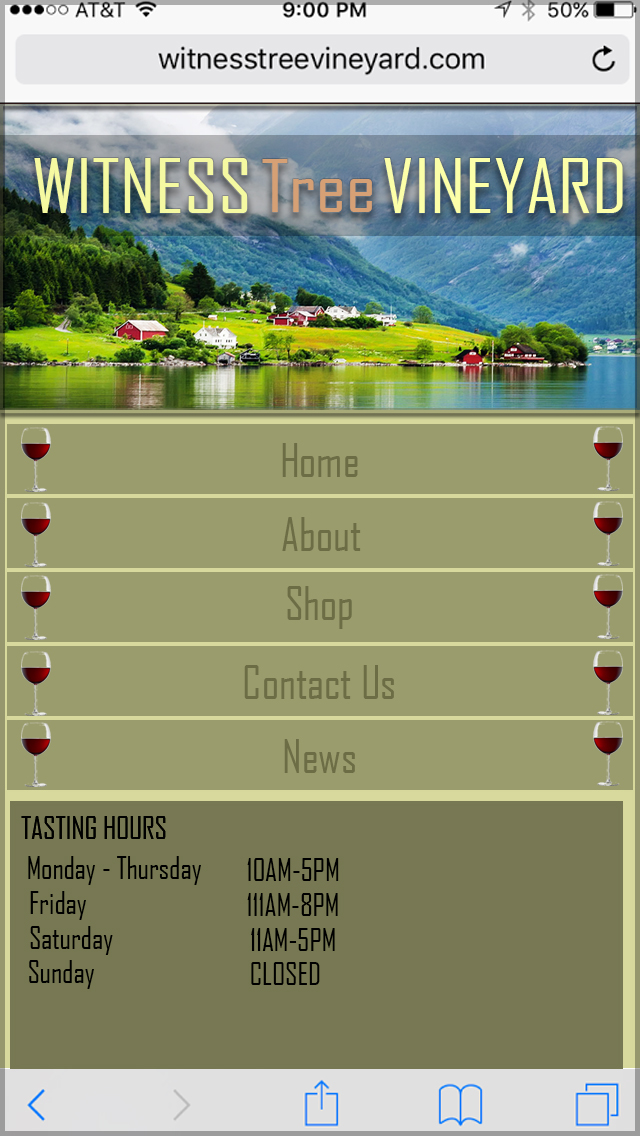 ●●●○○ AT&T 9:00 PM 50%
witnesstreevineyard.com
WITNESS Tree VINEYARD
Home
About
Shop
Contact Us
News
TASTING HOURS
Monday - Thursday 10AM-5PM
Friday 111AM-8PM
Saturday 11AM-5PM
Sunday CLOSED